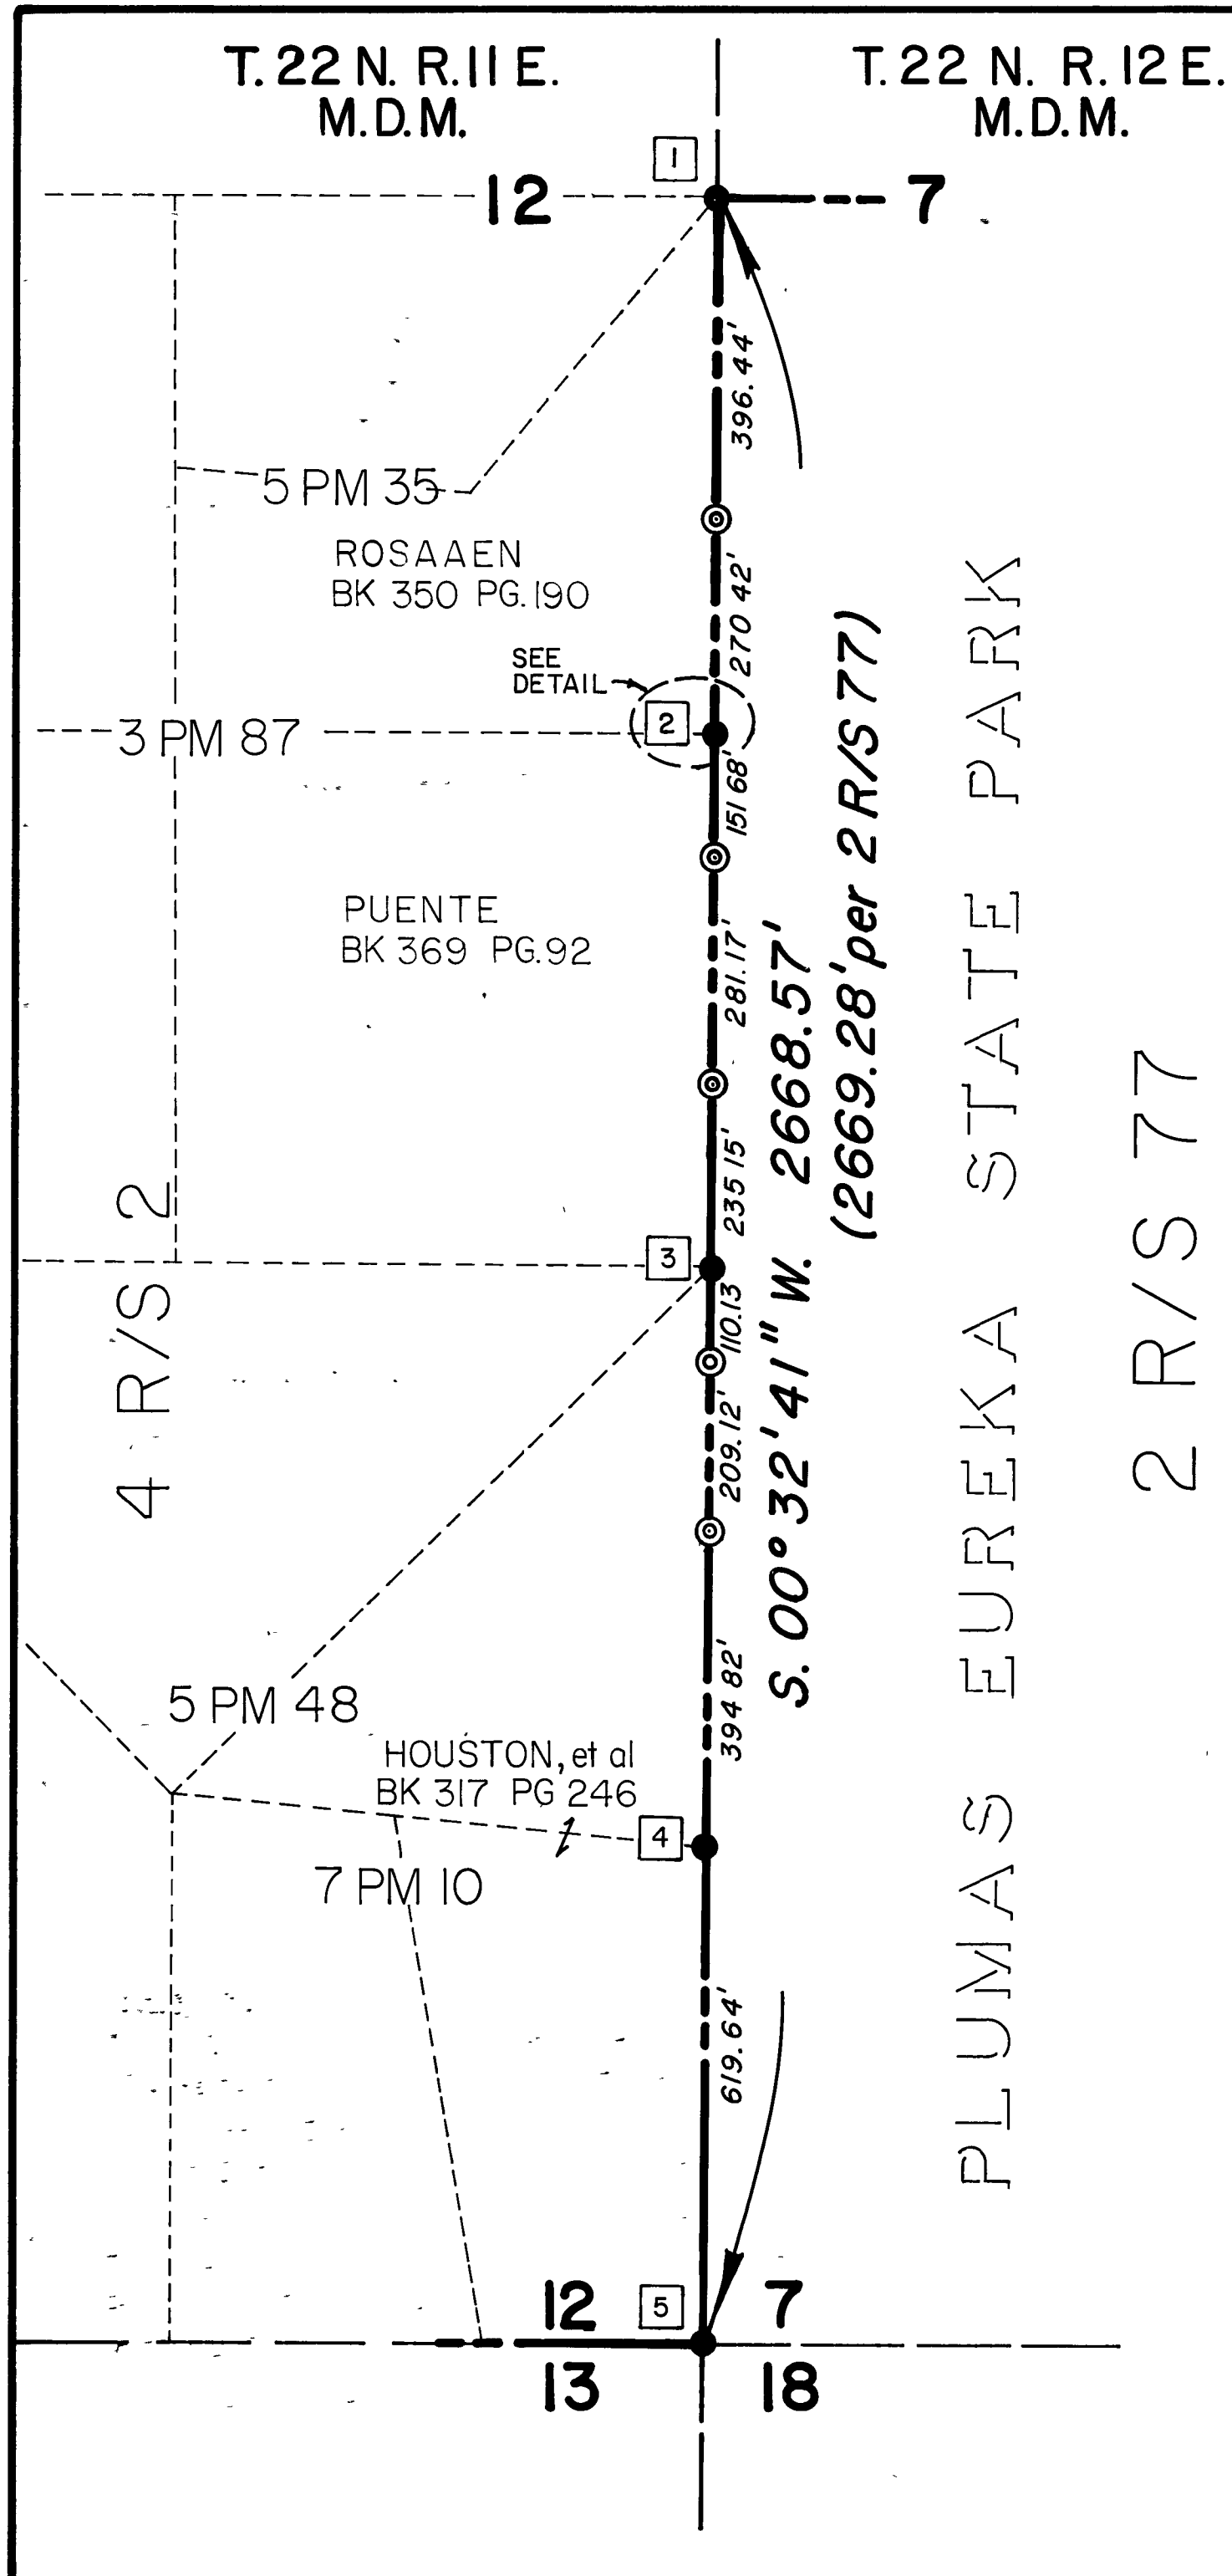 T. 22 N. R. 11 E.
M.D.M.
T. 22 N. R. 12 E.
M.D.M.
1
12
7
396.44'
5 PM 35
ROSAAEN
BK 350 PG. 190
270 42'
SEE
DETAIL
2
3 PM 87
151 68'
PUENTE
BK 369 PG. 92
281.17'
S. 00° 32' 41" W. 2668.57'
(2669.28' per 2 R/S 77)
PLUMAS EUREKA STATE PARK
2 R/S 77
4 R/S 2
235 15'
3
110.13
209.12'
394 82'
5 PM 48
HOUSTON, et al
BK 317 PG 246
4
7 PM 10
619.64'
12
5
7
13
18